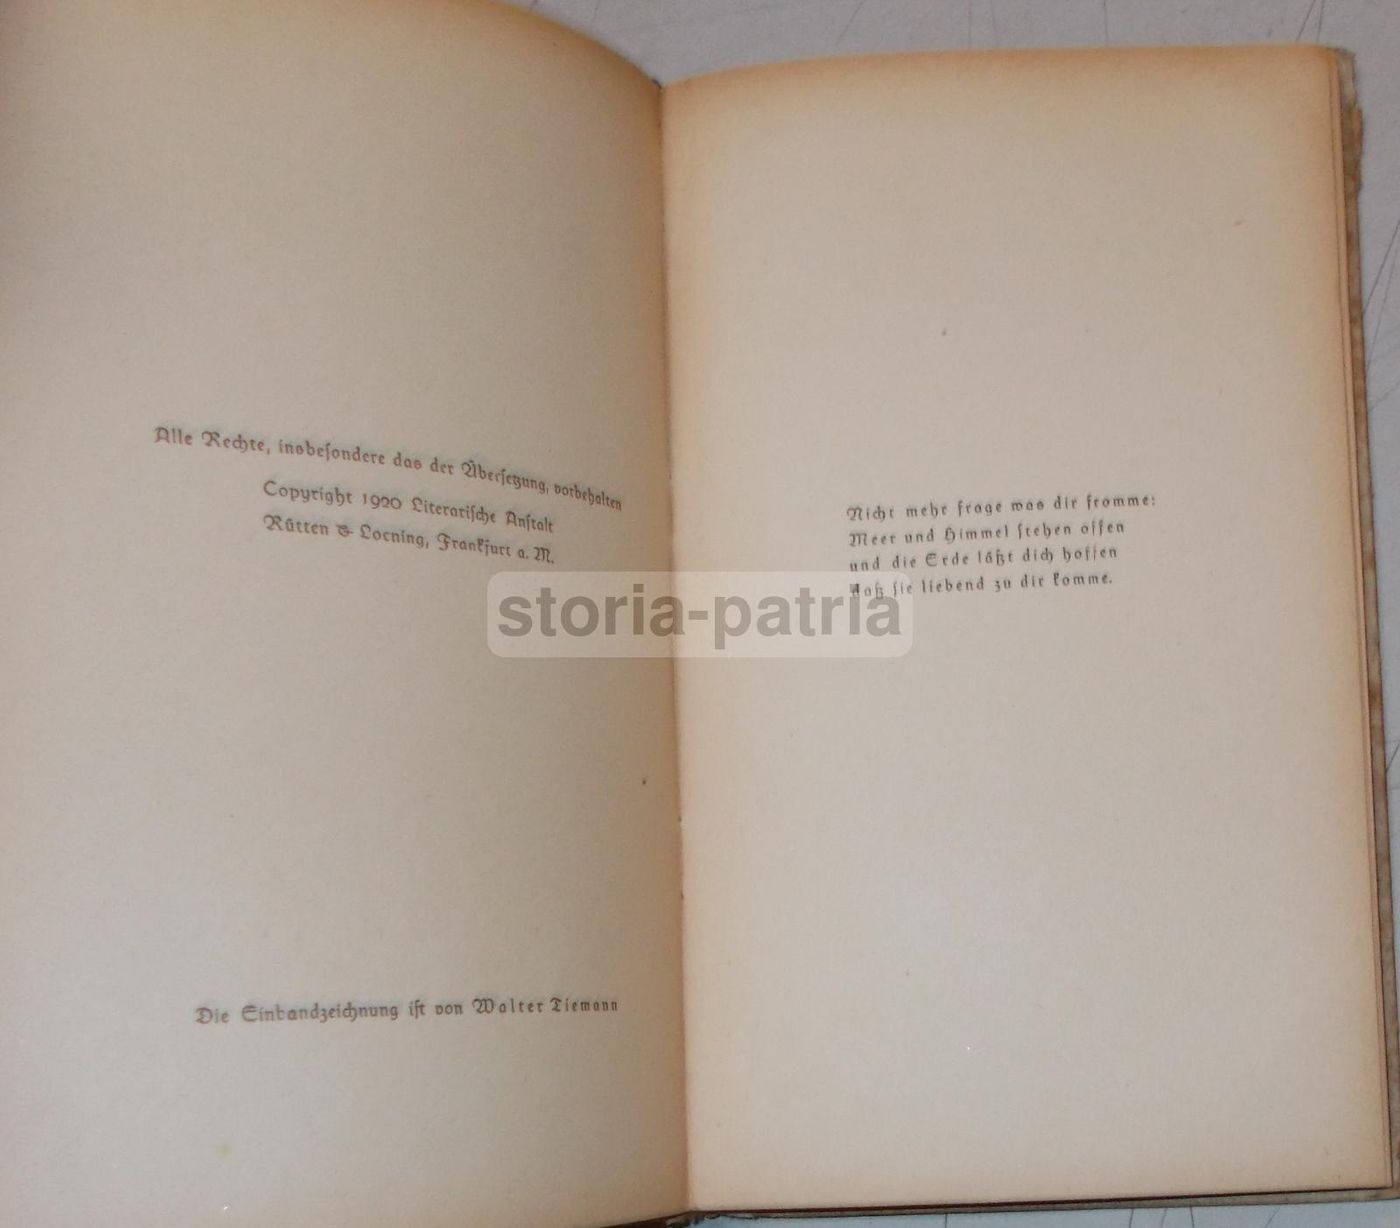 Alle Rechte, insbesondere das der Übersetzung, vorbehalten
Copyright 1920 Literarische Anstalt
Rütten & Loening, Frankfurt a. M.
Die Einbandzeichnung ist von Walter Tiemann
Nicht mehr frage was dir fromme:
Meer und Himmel stehen offen
und die Erde läßt dich hoffen
daß sie liebend zu dir komme.
storia-patria